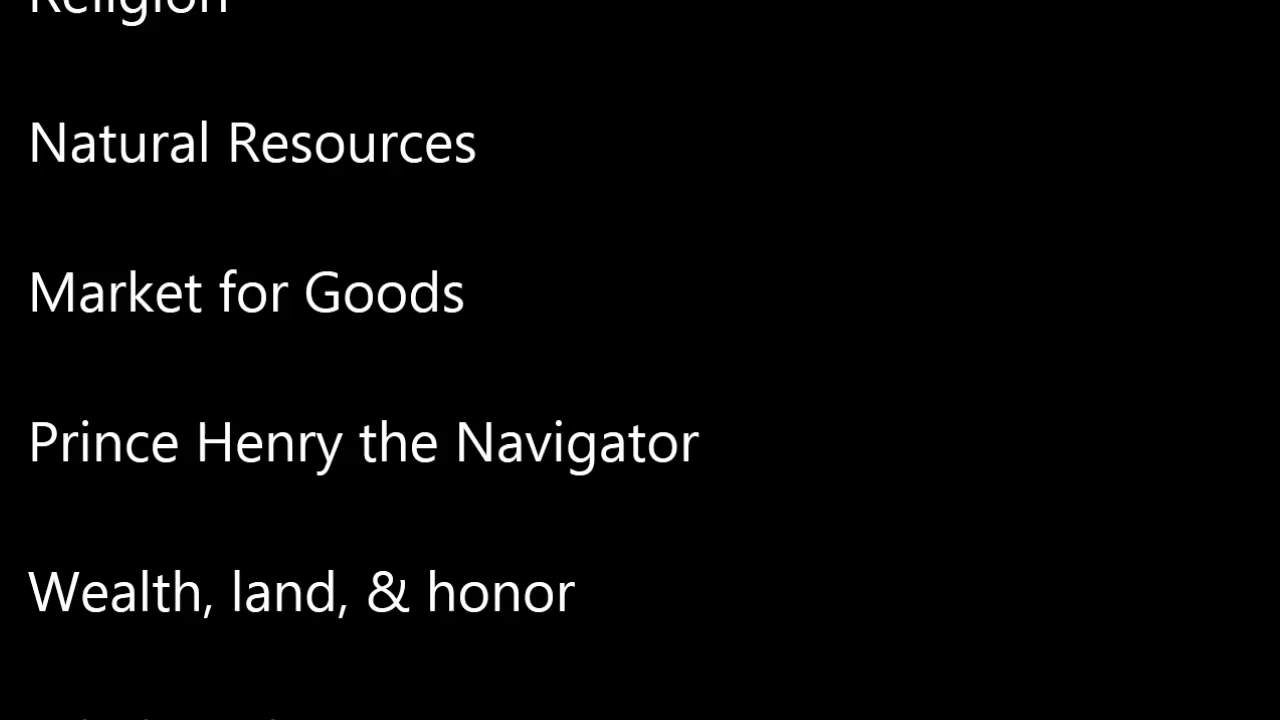 Religion
Natural Resources
Market for Goods
Prince Henry the Navigator
Wealth, land, & honor